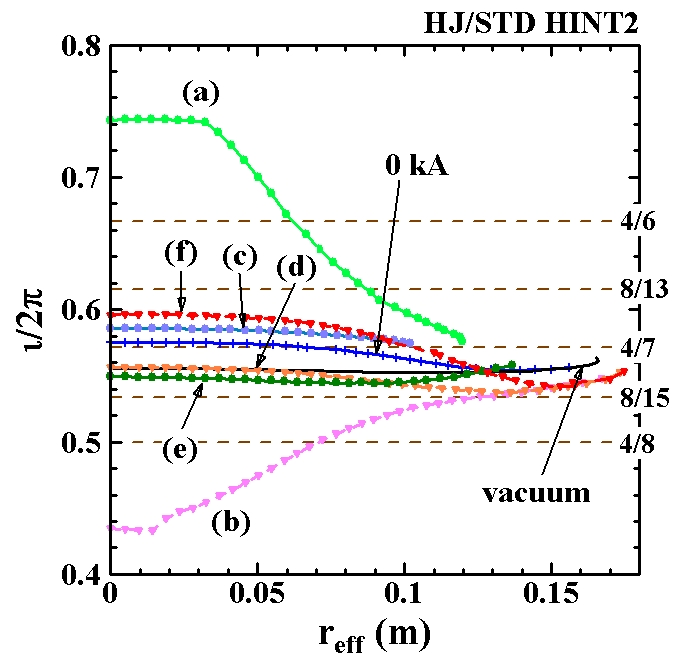 HJ/STD HINT2
0.8
(a)
0 kA
0.7
4/6
(f)
(c)
(d)
8/13
0.6
ι/2π
4/7
8/15
(e)
0.5
4/8
vacuum
(b)
0.4
0 0.05 0.1 0.15
r_eff (m)